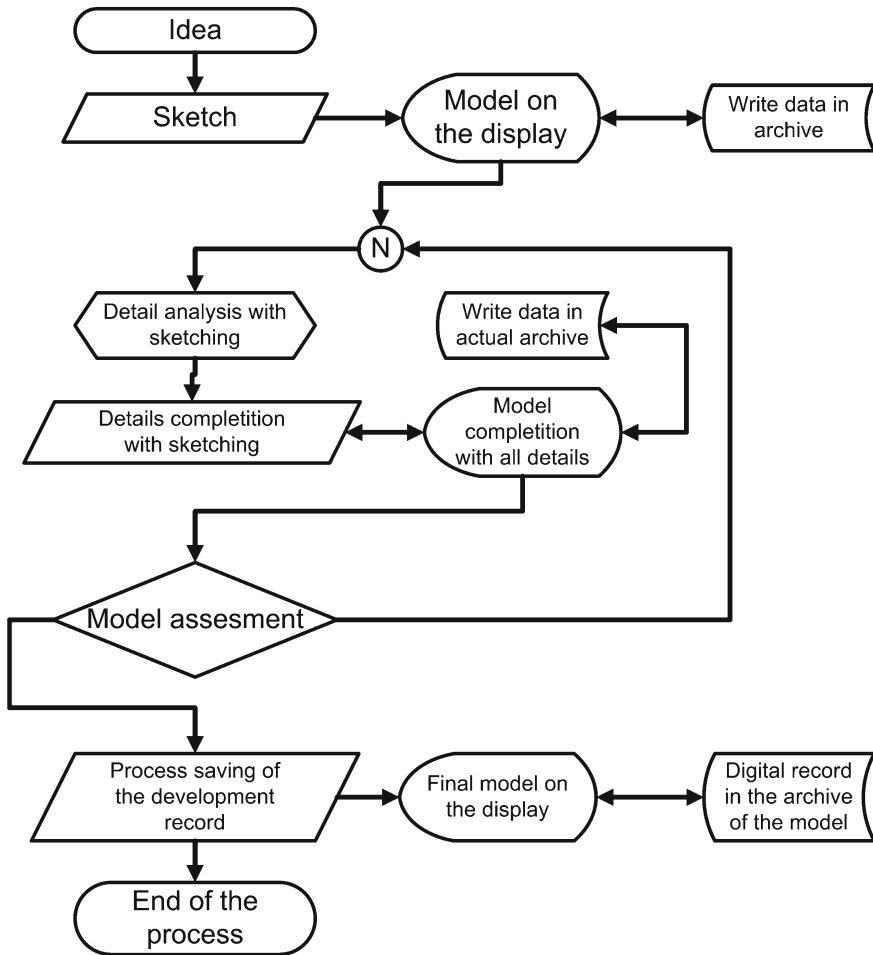 Idea
Sketch
Model on
the display
Write data in
archive
N
Detail analysis with
sketching
Write data in
actual archive
Details completition
with sketching
Model
completition
with all details
Model assesment
Process saving of
the development
record
Final model on
the display
Digital record
in the archive
of the model
End of the
process